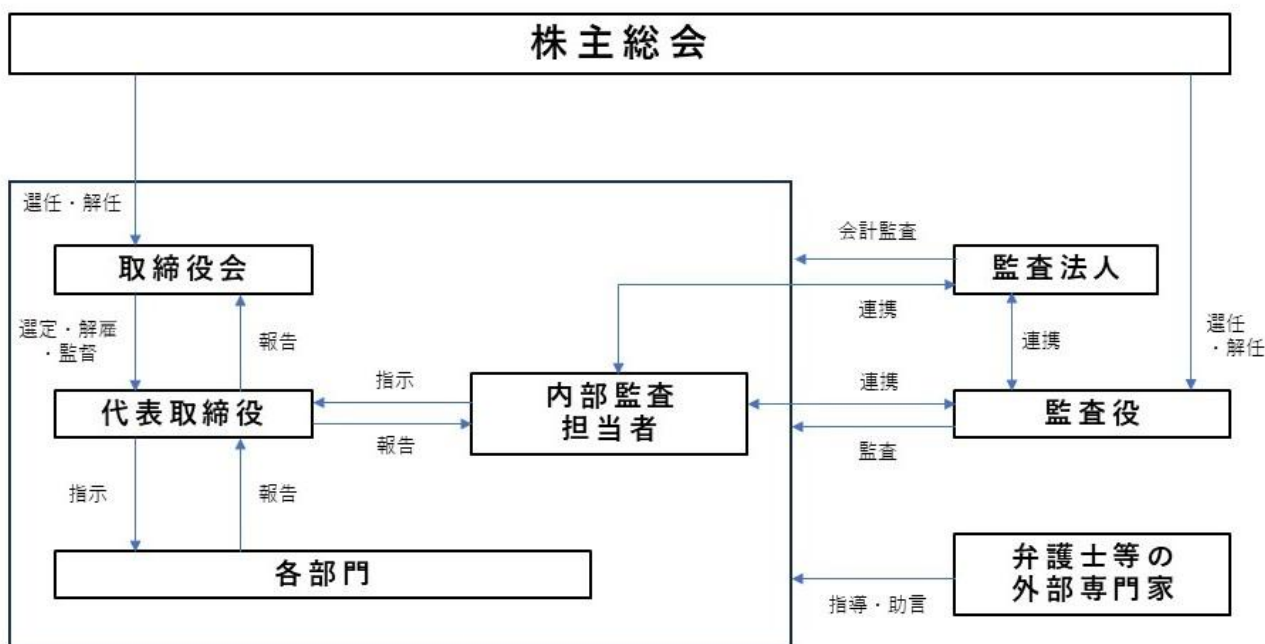 株主総会
選任・解任
取締役会
会計監査
監査法人
選定・解雇
・監督
報告
連携
連携
選任
・解任
代表取締役
指示
報告
内部監査
担当者
連携
監査
監査役
指示
報告
各部門
弁護士等の
外部専門家
指導・助言